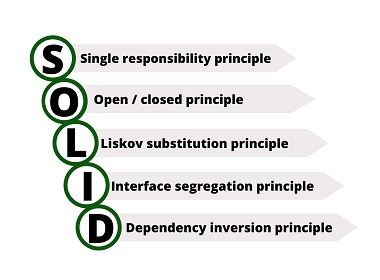 S Single responsibility principle
O Open / closed principle
L Liskov substitution principle
I Interface segregation principle
D Dependency inversion principle